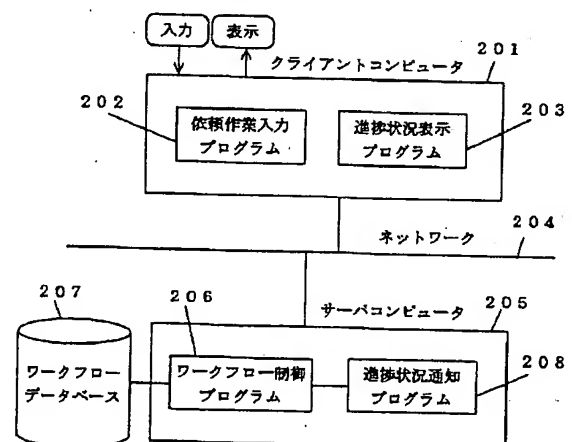 入力
表示
クライアントコンピュータ
201
202
依頼作業入力
プログラム
進捗状況表示
プログラム
203
ネットワーク
204
207
206
サーバコンピュータ
205
ワークフロー
データベース
ワークフロー制御
プログラム
進捗状況通知
プログラム
208